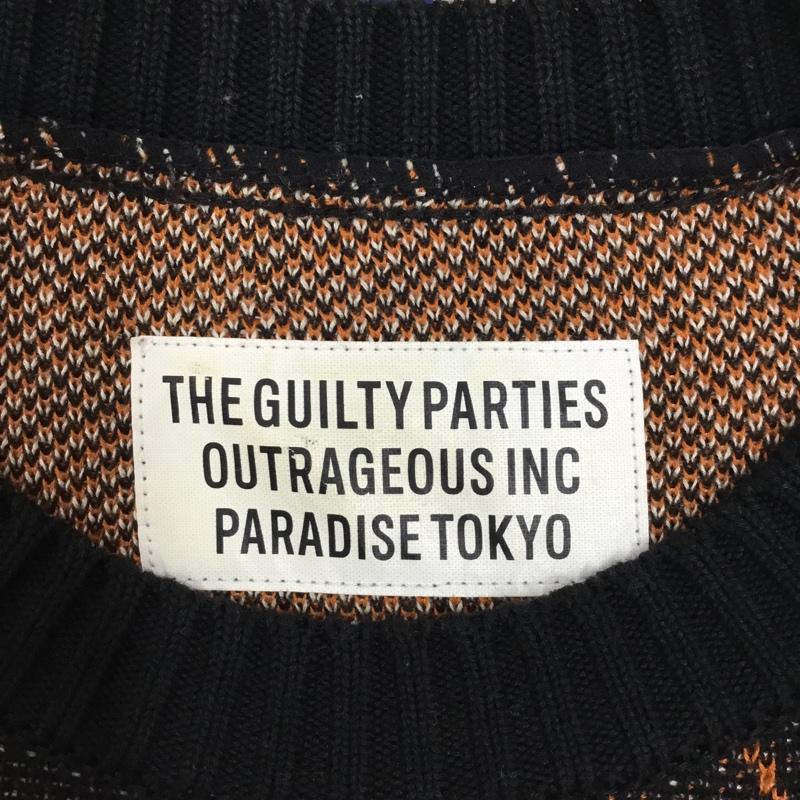 THE GUILTY PARTIES
OUTRAGEOUS INC
PARADISE TOKYO